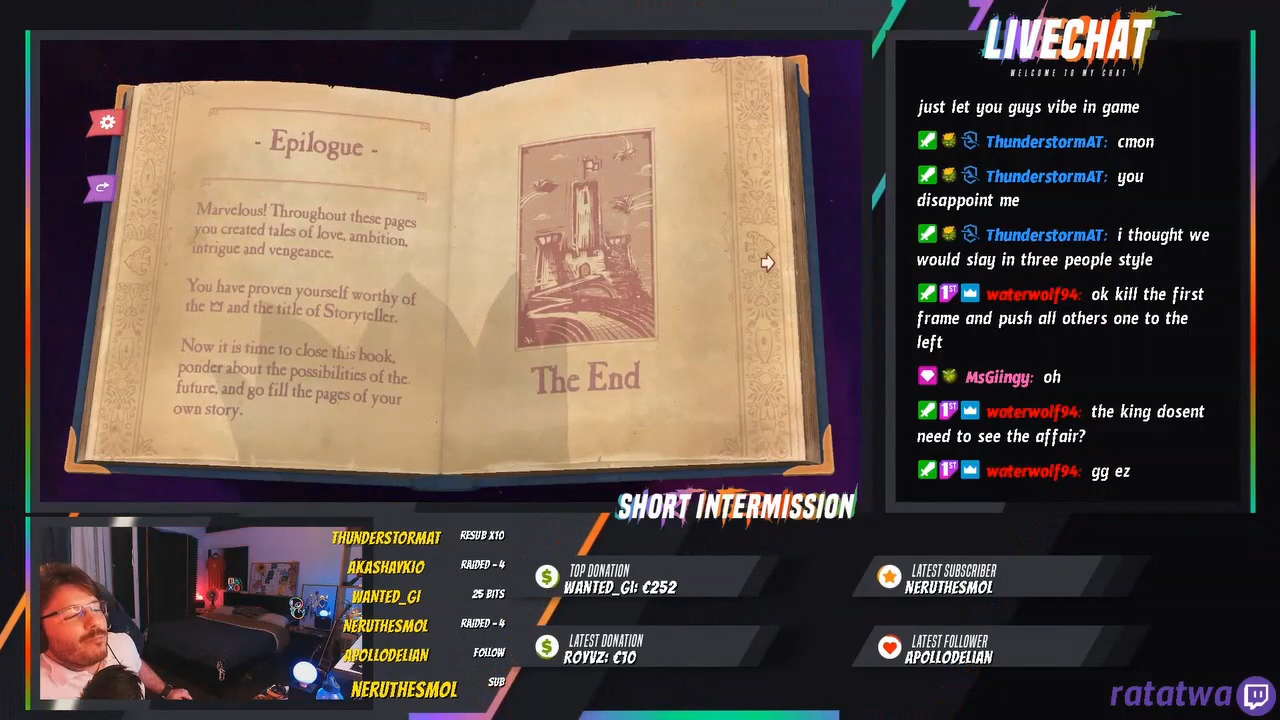 - Epilogue -
Marvelous! Throughout these pages
you created tales of love, ambition,
intrigue and vengeance.
You have proven yourself worthy of
the and the title of Storyteller.
Now it is time to close this book,
ponder about the possibilities of the
future, and go fill the pages of your
own story.
The End
LIVECHAT
WELCOME TO MY CHAT
just let you guys vibe in game
ThunderstormAT: cmon
ThunderstormAT: you
disappoint me
ThunderstormAT: i thought we
would slay in three people style
1ST waterwolf94: ok kill the first
frame and push all others one to the
left
MsGiingy: oh
1ST waterwolf94: the king dosent
need to see the affair?
1ST waterwolf94: gg ez
SHORT INTERMISSION
THUNDERSTORMAT RESUB X10
AKASHAYKIO RAIDED - 4
WANTED_GI 25 BITS
NERUTHESMOL RAIDED - 4
APOLLODELIAN FOLLOW
NERUTHESMOL SUB
TOP DONATION
WANTED_GI: €252
LATEST SUBSCRIBER
NERUTHESMOL
LATEST DONATION
ROYVZ: €10
LATEST FOLLOWER
APOLLODELIAN
ratatwa